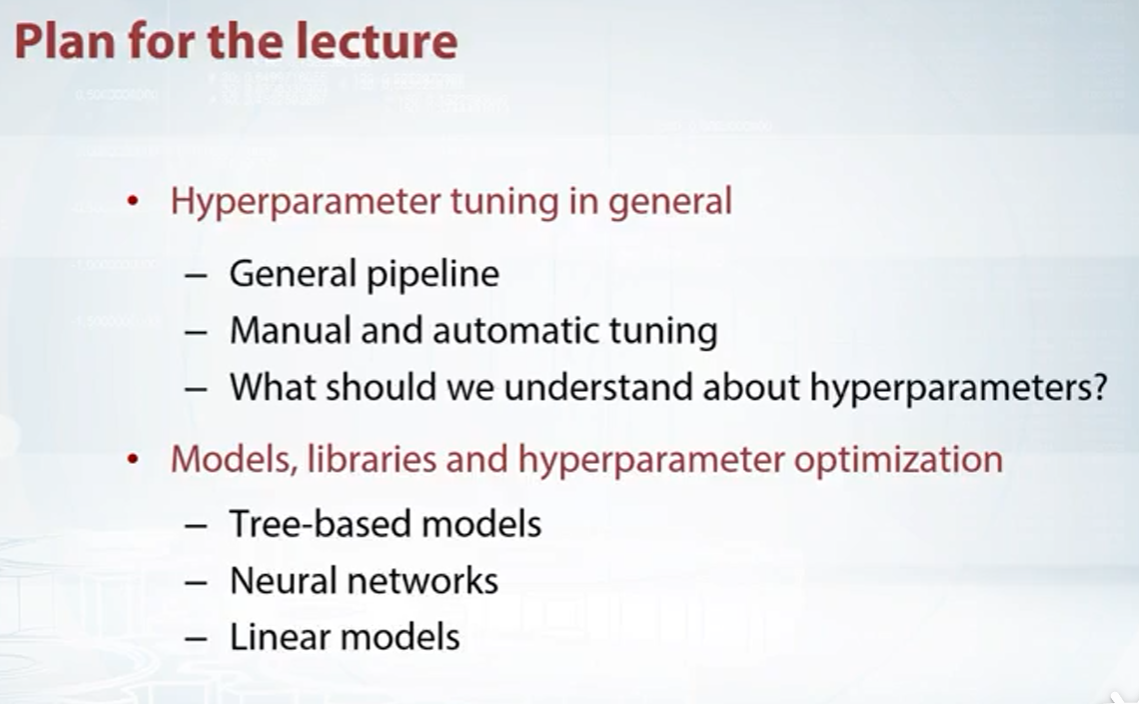 Plan for the lecture
• Hyperparameter tuning in general
– General pipeline
– Manual and automatic tuning
– What should we understand about hyperparameters?
• Models, libraries and hyperparameter optimization
– Tree-based models
– Neural networks
– Linear models